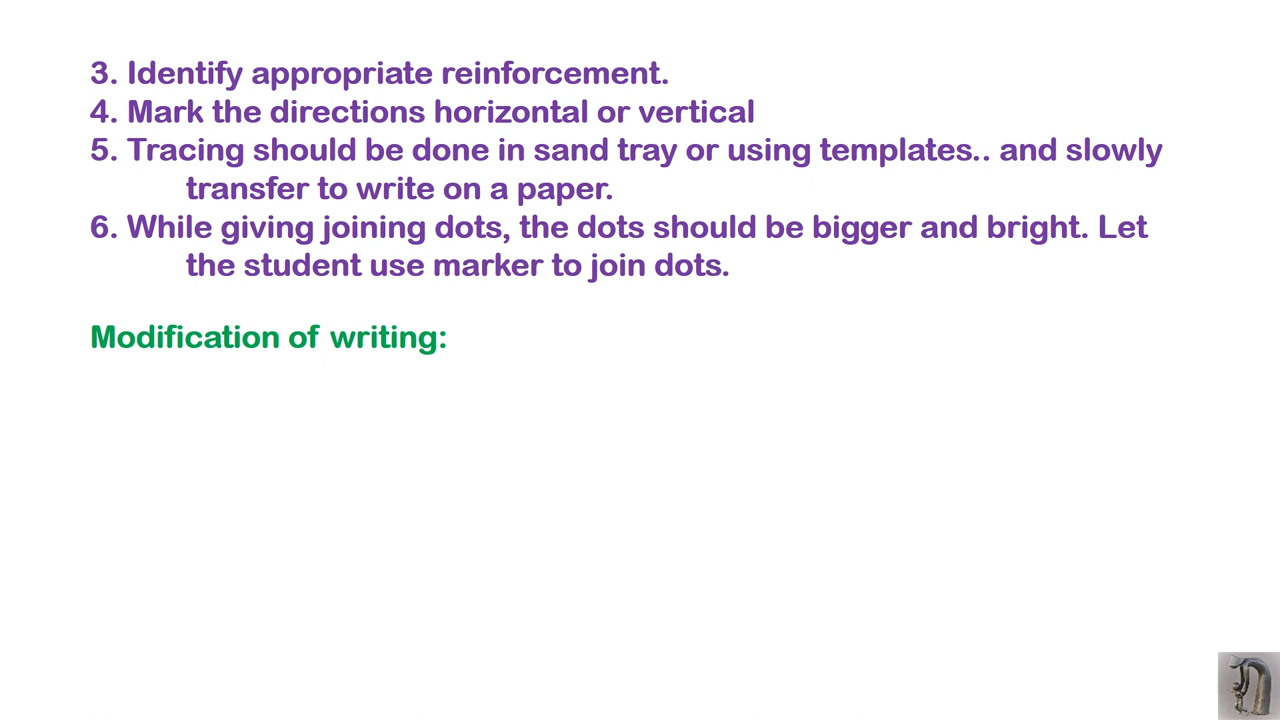 3. Identify appropriate reinforcement.
4. Mark the directions horizontal or vertical
5. Tracing should be done in sand tray or using templates.. and slowly
transfer to write on a paper.
6. While giving joining dots, the dots should be bigger and bright. Let
the student use marker to join dots.
Modification of writing: